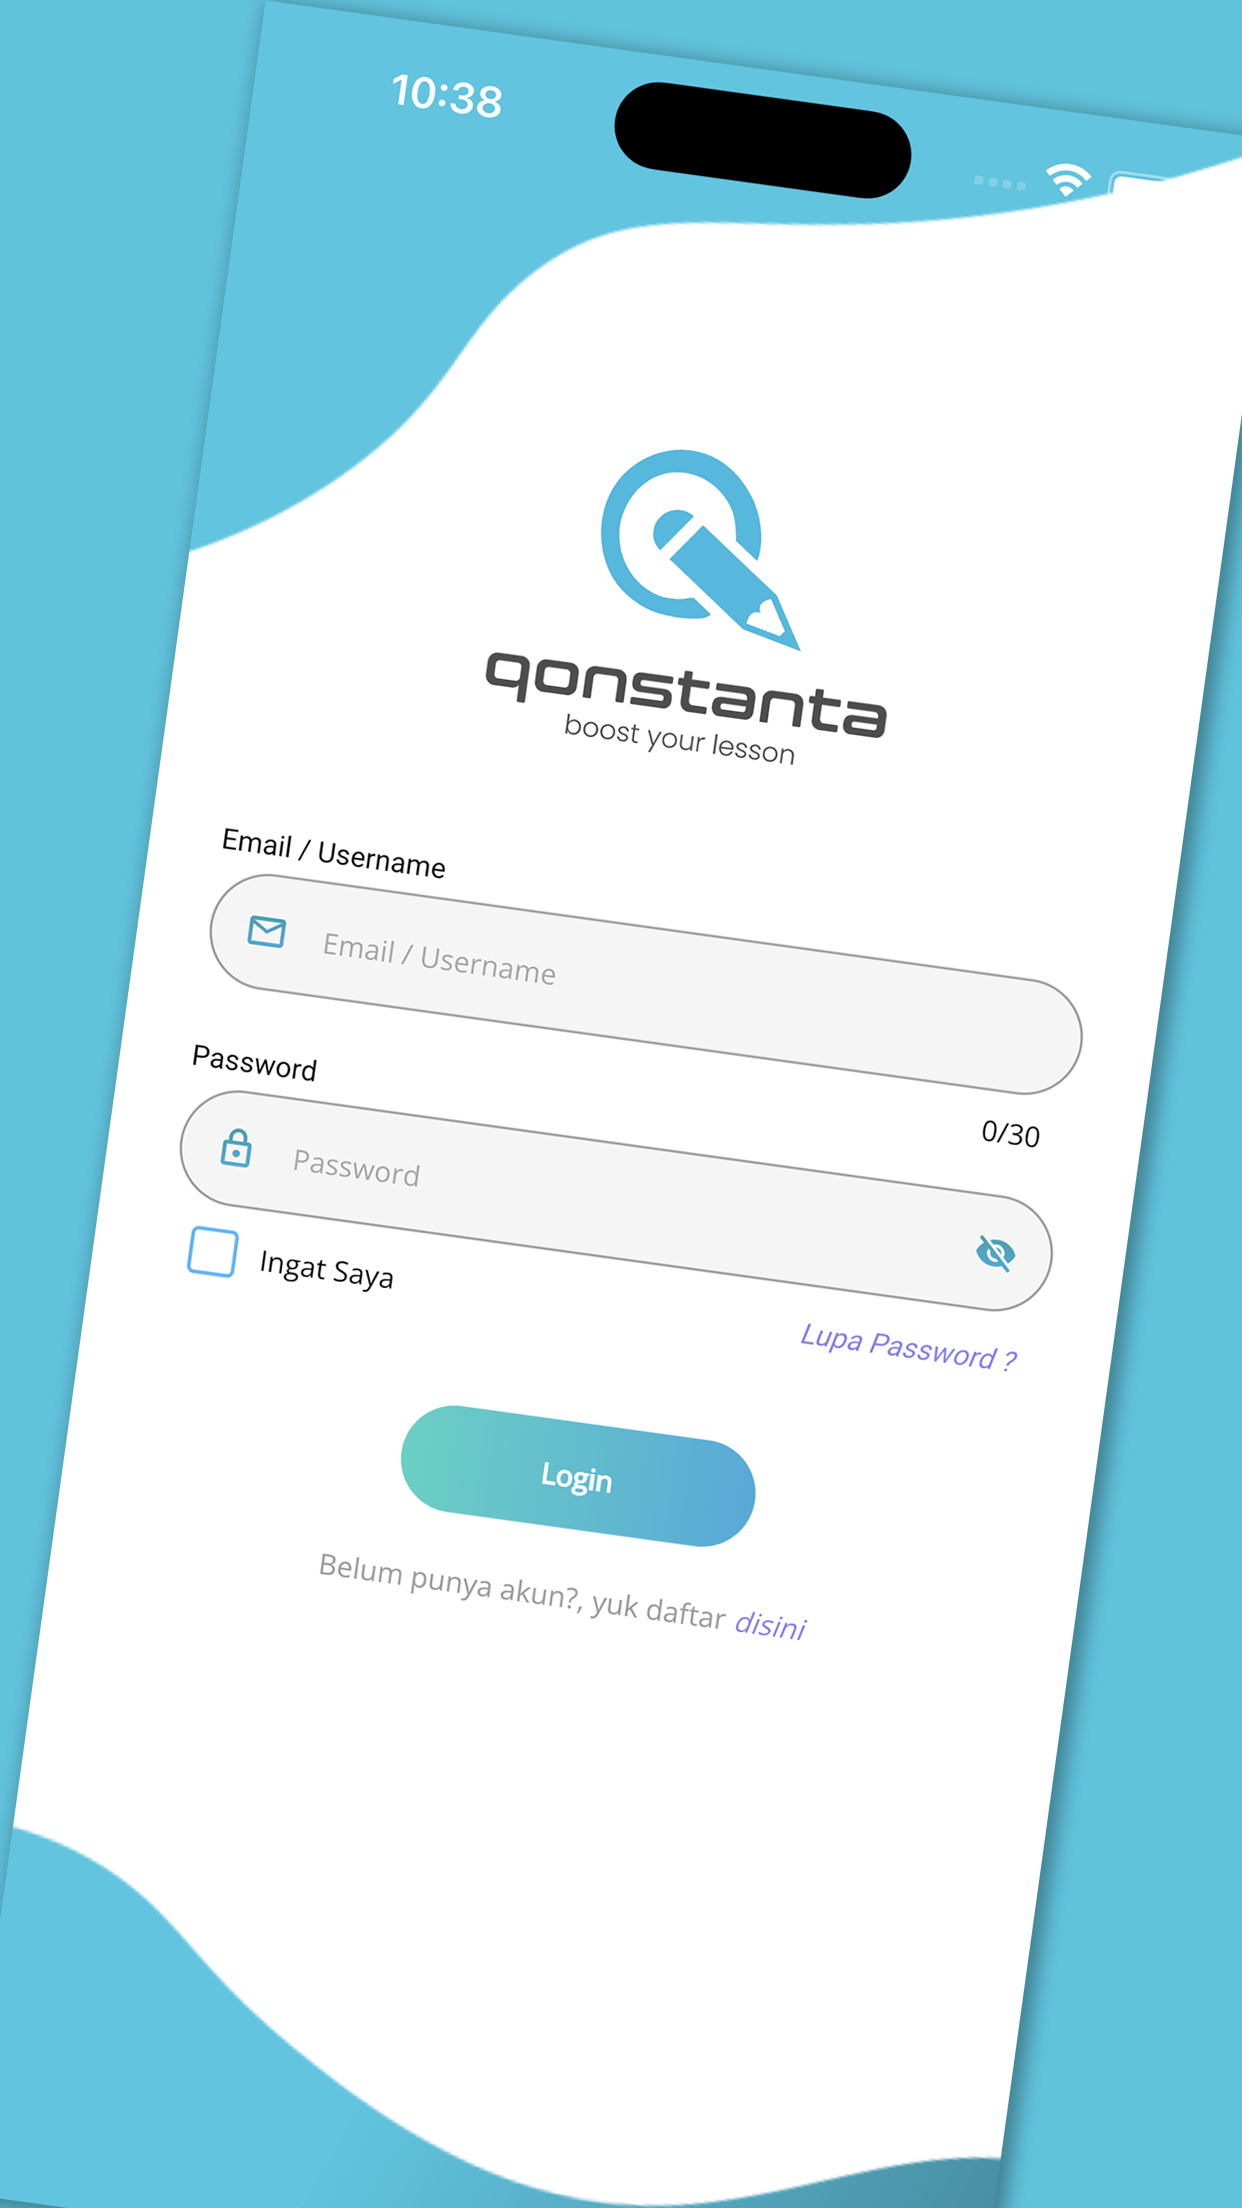 10:38
qonstanta
boost your lesson
Email / Username
Email / Username
0/30
Password
Password
Ingat Saya
Lupa Password ?
Login
Belum punya akun?, yuk daftar disini